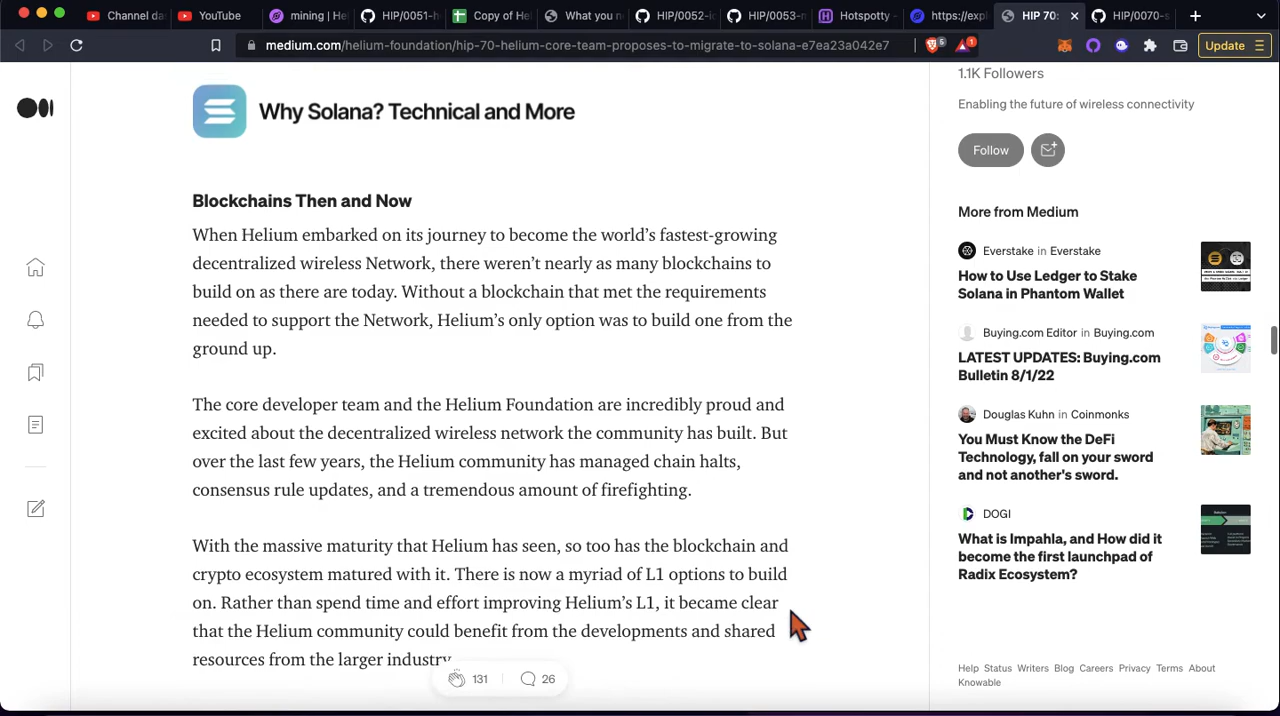 Channel das
YouTube
mining | Hel
HIP/0051-h
Copy of Hel
What you n
HIP/0052-lo
HIP/0053-m
Hotspotty -
https://expl
HIP 70:
HIP/0070-s
medium.com/helium-foundation/hip-70-helium-core-team-proposes-to-migrate-to-solana-e7ea23a042e7
5
1
Update
Why Solana? Technical and More
Blockchains Then and Now
When Helium embarked on its journey to become the world’s fastest-growing
decentralized wireless Network, there weren’t nearly as many blockchains to
build on as there are today. Without a blockchain that met the requirements
needed to support the Network, Helium’s only option was to build one from the
ground up.
The core developer team and the Helium Foundation are incredibly proud and
excited about the decentralized wireless network the community has built. But
over the last few years, the Helium community has managed chain halts,
consensus rule updates, and a tremendous amount of firefighting.
With the massive maturity that Helium has seen, so too has the blockchain and
crypto ecosystem matured with it. There is now a myriad of L1 options to build
on. Rather than spend time and effort improving Helium’s L1, it became clear
that the Helium community could benefit from the developments and shared
resources from the larger industry.
131
26
1.1K Followers
Enabling the future of wireless connectivity
Follow
More from Medium
Everstake in Everstake
How to Use Ledger to Stake
Solana in Phantom Wallet
Buying.com Editor in Buying.com
LATEST UPDATES: Buying.com
Bulletin 8/1/22
Douglas Kuhn in Coinmonks
You Must Know the DeFi
Technology, fall on your sword
and not another’s sword.
DOGI
What is Impahla, and How did it
become the first launchpad of
Radix Ecosystem?
Help Status Writers Blog Careers Privacy Terms About
Knowable